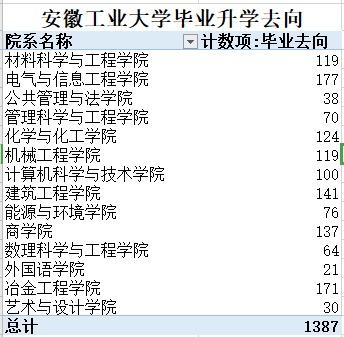 安徽工业大学毕业升学去向
院系名称 计数项:毕业去向
材料科学与工程学院 119
电气与信息工程学院 177
公共管理与法学院 38
管理科学与工程学院 70
化学与化工学院 124
机械工程学院 119
计算机科学与技术学院 100
建筑工程学院 141
能源与环境学院 76
商学院 137
数理科学与工程学院 64
外国语学院 21
冶金工程学院 171
艺术与设计学院 30
总计 1387